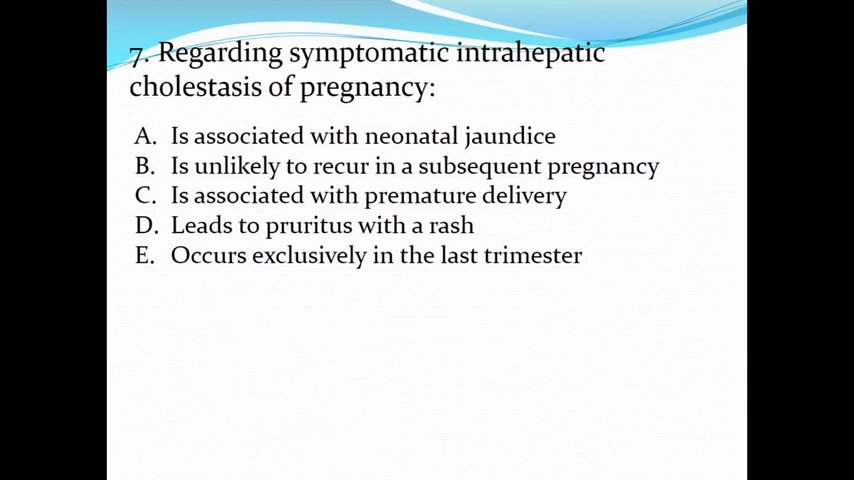 7. Regarding symptomatic intrahepatic
cholestasis of pregnancy:
A. Is associated with neonatal jaundice
B. Is unlikely to recur in a subsequent pregnancy
C. Is associated with premature delivery
D. Leads to pruritus with a rash
E. Occurs exclusively in the last trimester